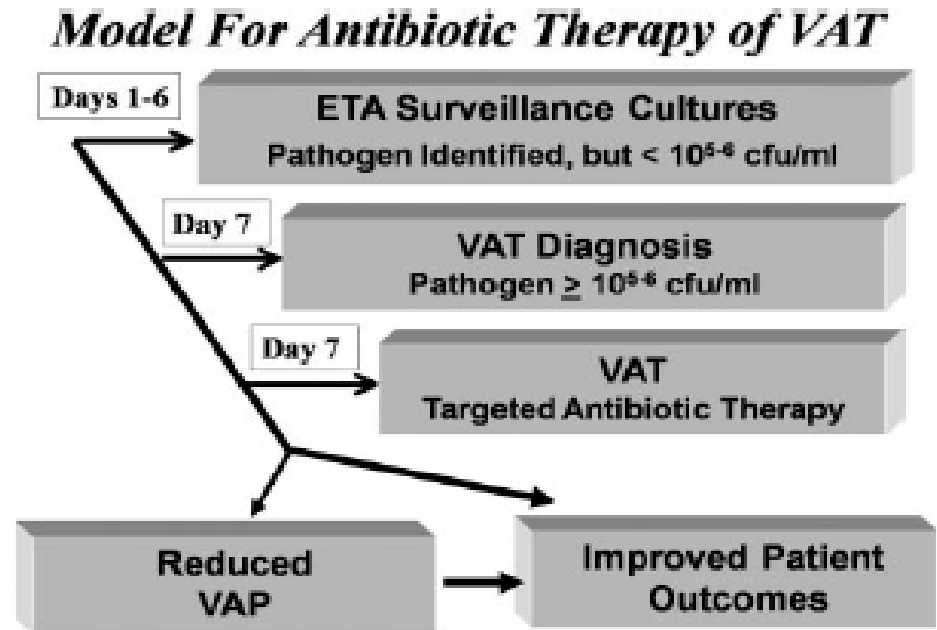 Model For Antibiotic Therapy of VAT
Days 1-6
ETA Surveillance Cultures
Pathogen Identified, but < 10⁵⁻⁶ cfu/ml
Day 7
VAT Diagnosis
Pathogen ≥ 10⁵⁻⁶ cfu/ml
Day 7
VAT
Targeted Antibiotic Therapy
Reduced
VAP
Improved Patient
Outcomes